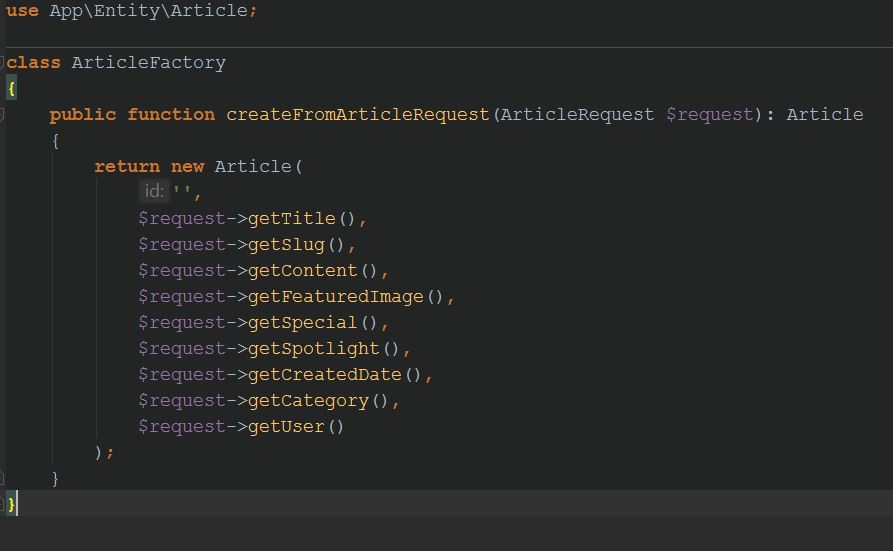 use App\Entity\Article;
class ArticleFactory
{
    public function createFromArticleRequest(ArticleRequest $request): Article
    {
        return new Article(
            id: '',
            $request->getTitle(),
            $request->getSlug(),
            $request->getContent(),
            $request->getFeaturedImage(),
            $request->getSpecial(),
            $request->getSpotlight(),
            $request->getCreatedDate(),
            $request->getCategory(),
            $request->getUser()
        );
    }
}